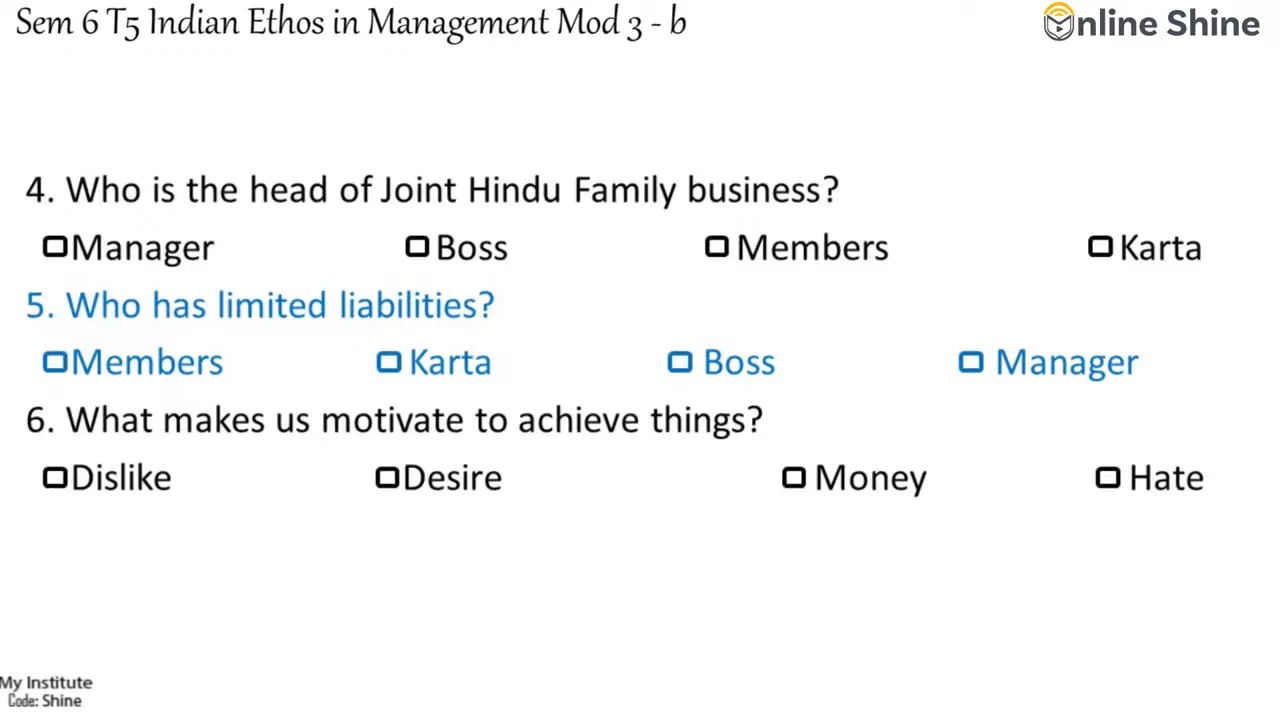 Sem 6 T5 Indian Ethos in Management Mod 3 - b
Online Shine
4. Who is the head of Joint Hindu Family business?
Manager Boss Members Karta
5. Who has limited liabilities?
Members Karta Boss Manager
6. What makes us motivate to achieve things?
Dislike Desire Money Hate
My Institute
Code: Shine